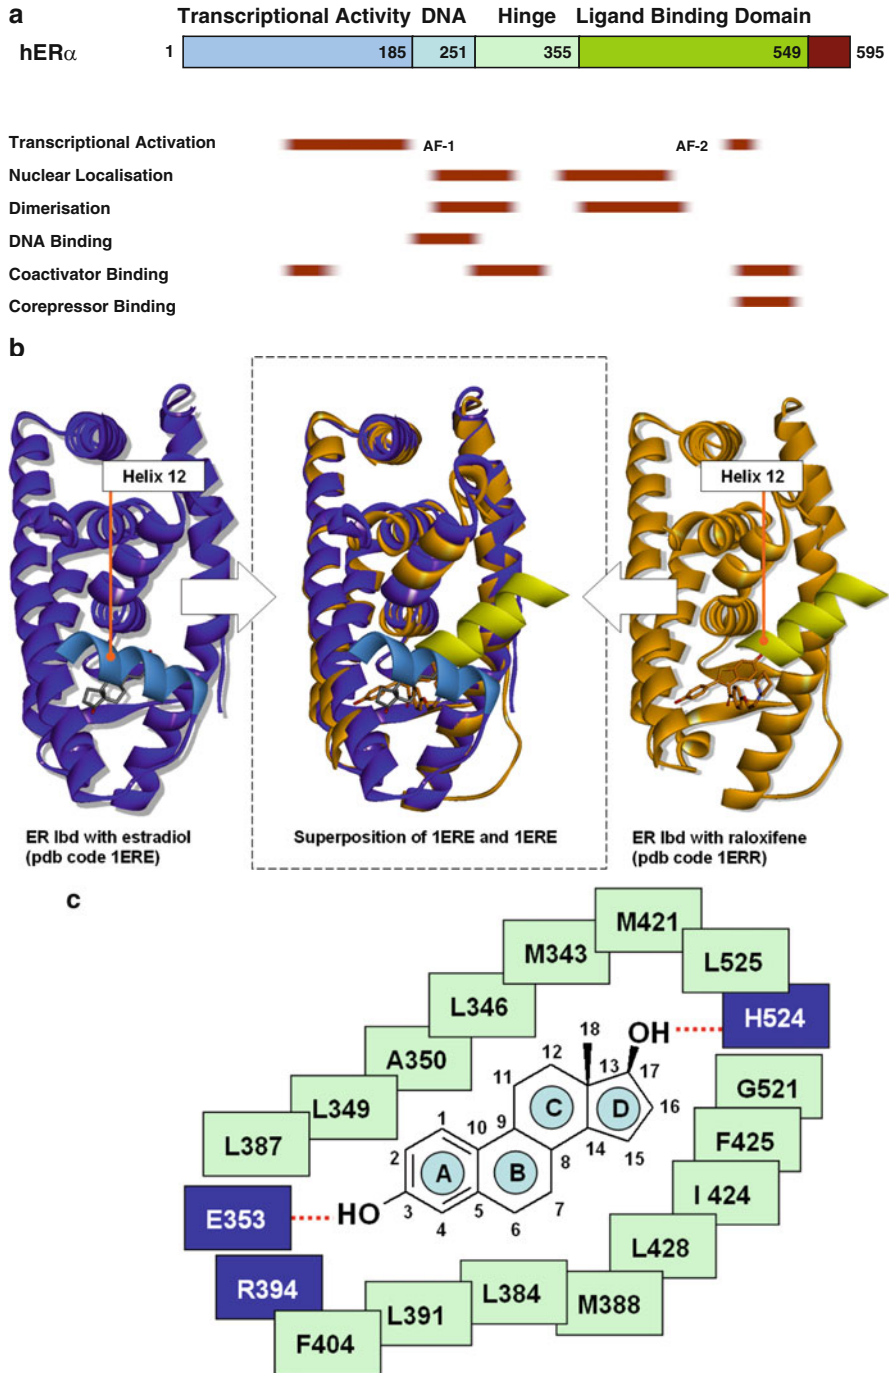 a
Transcriptional Activity DNA Hinge Ligand Binding Domain
hERα 1 185 251 355 549 595
Transcriptional Activation AF-1 AF-2
Nuclear Localisation
Dimerisation
DNA Binding
Coactivator Binding
Corepressor Binding
b
Helix 12 Helix 12
ER lbd with estradiol
(pdb code 1ERE)
Superposition of 1ERE and 1ERE
ER lbd with raloxifene
(pdb code 1ERR)
c
M421
M343
L525
L346
H524
A350
18 OH
12 13 17
11
G521
L349
C D 16
1 10 9
F425
L387
2 14 15
8
A B
I 424
E353
HO 3 4 5 6 7
L428
R394
L384
M388
L391
F404